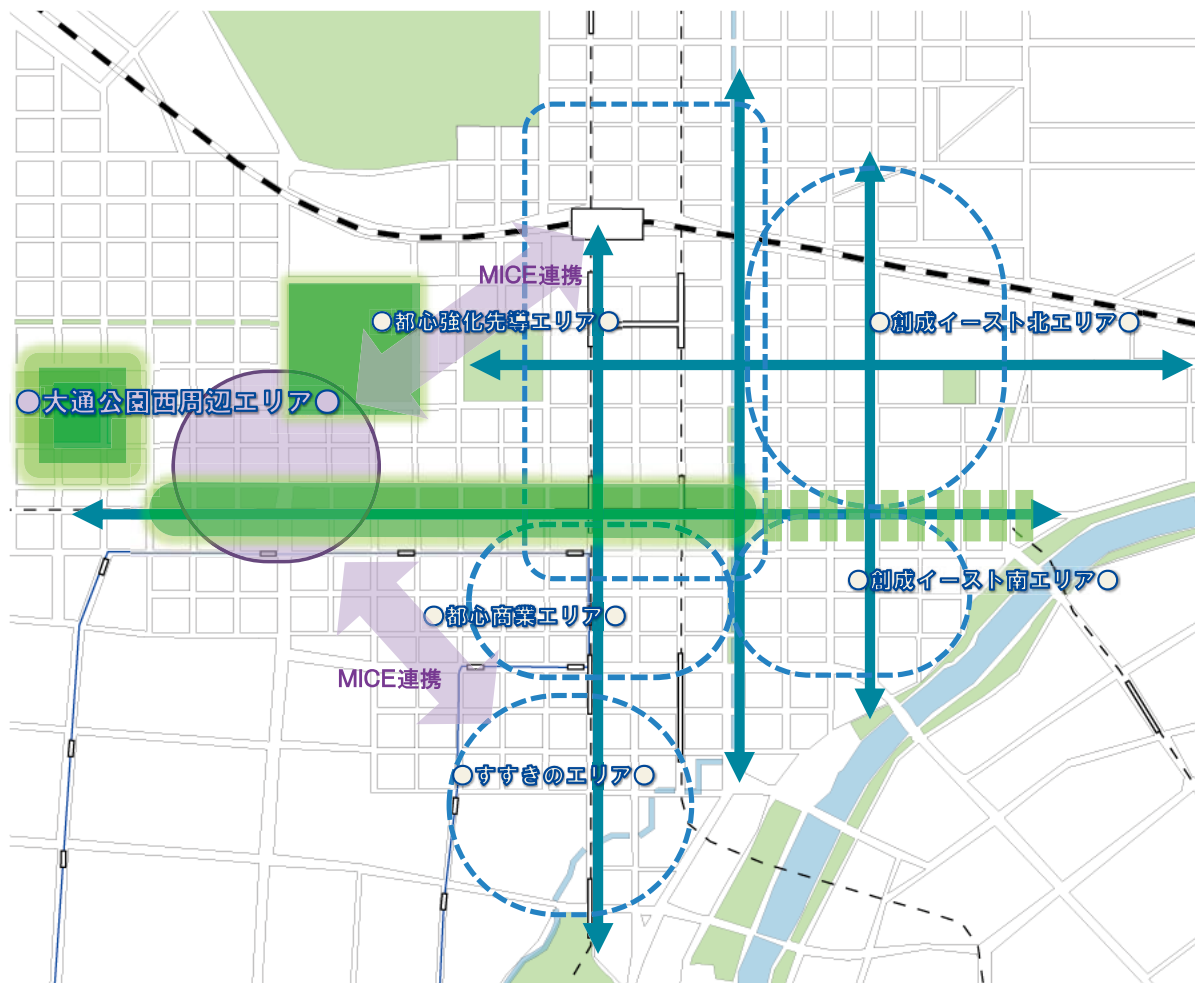 MICE連携
○都心強化先導エリア○
○創成イースト北エリア○
○大通公園西周辺エリア○
○創成イースト南エリア○
○都心商業エリア○
MICE連携
○すすきのエリア○